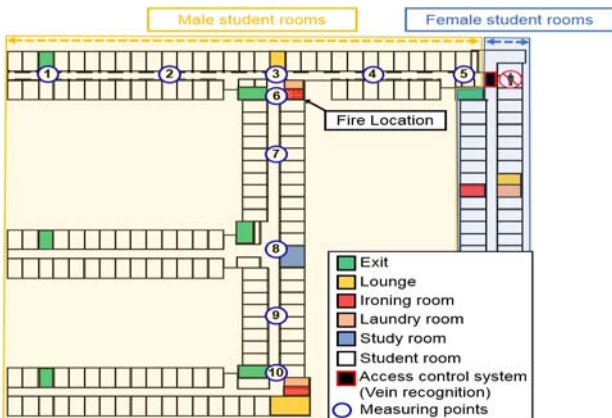 Male student rooms
Female student rooms
1
2
3
4
5
6
Fire Location
7
8
9
10
Exit
Lounge
Ironing room
Laundry room
Study room
Student room
Access control system
(Vein recognition)
Measuring points